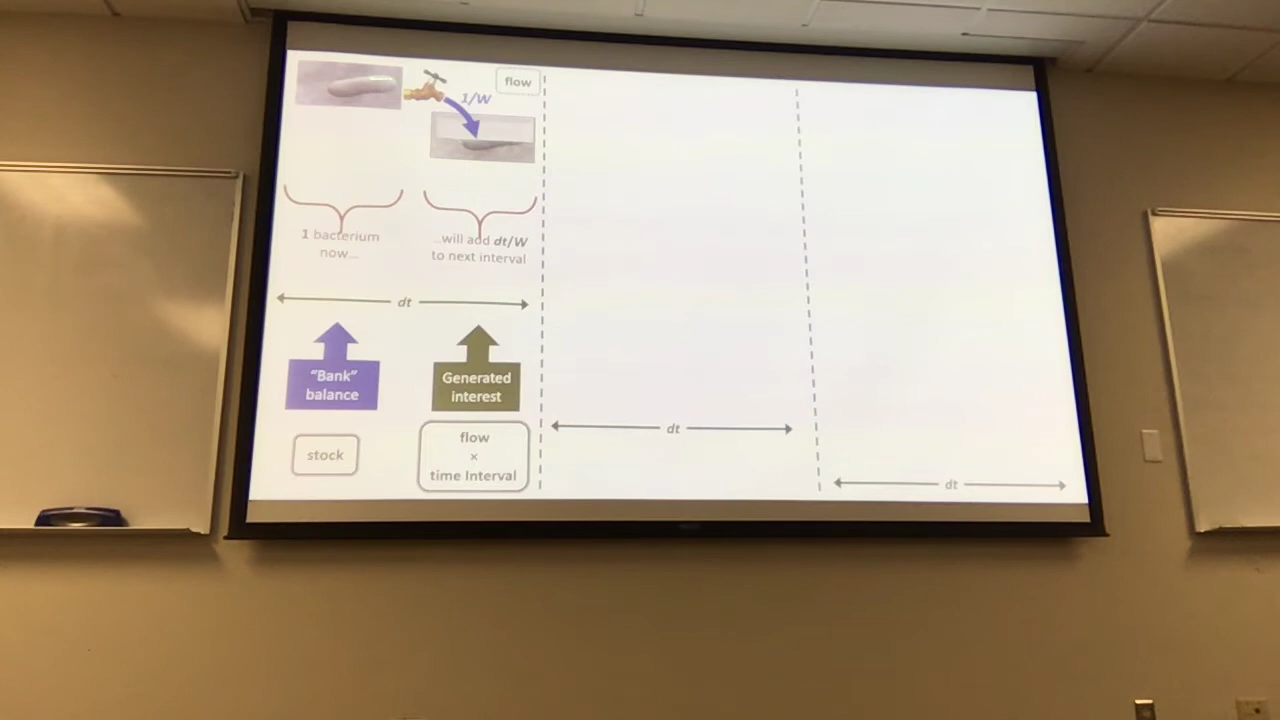 flow
1/W
1 bacterium
now...
...will add dt/W
to next interval
dt
"Bank"
balance
Generated
interest
stock
flow
×
time Interval
dt
dt